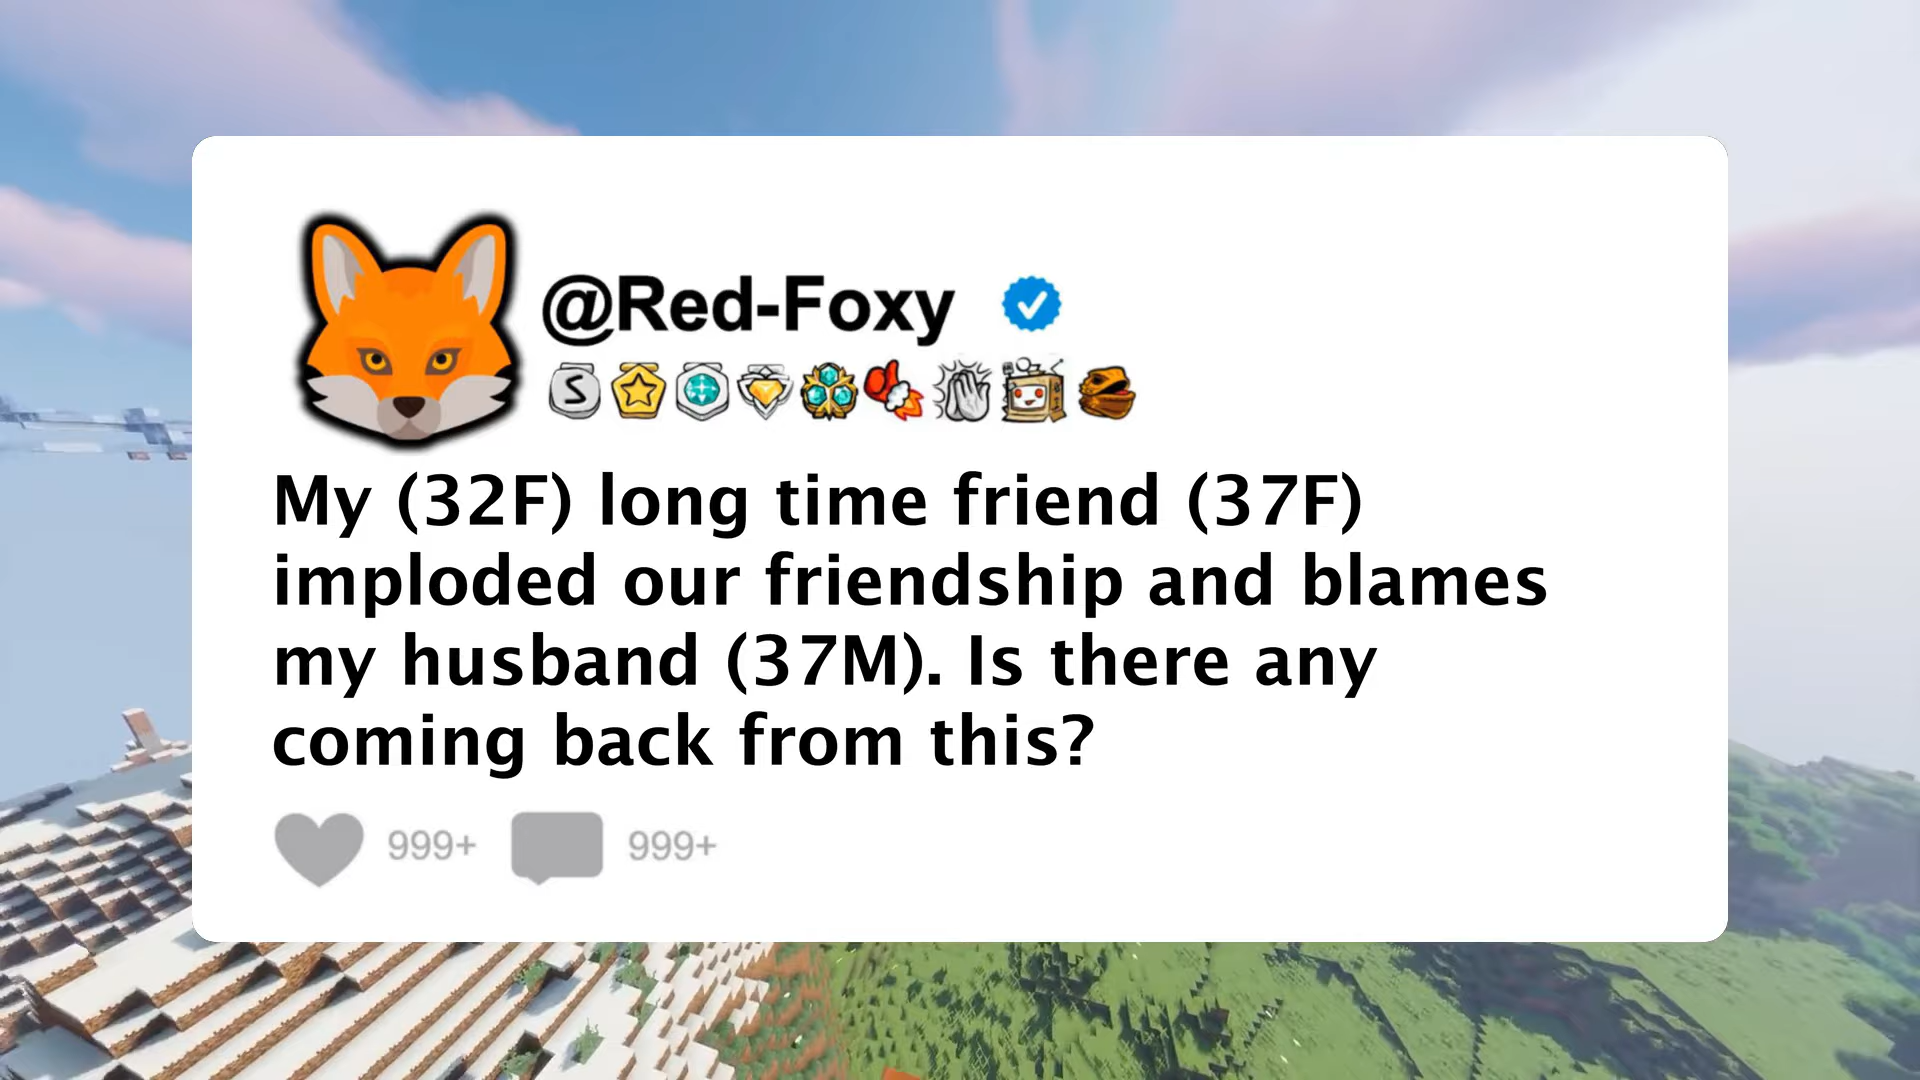 @Red-Foxy
S
My (32F) long time friend (37F)
imploded our friendship and blames
my husband (37M). Is there any
coming back from this?
999+ 999+